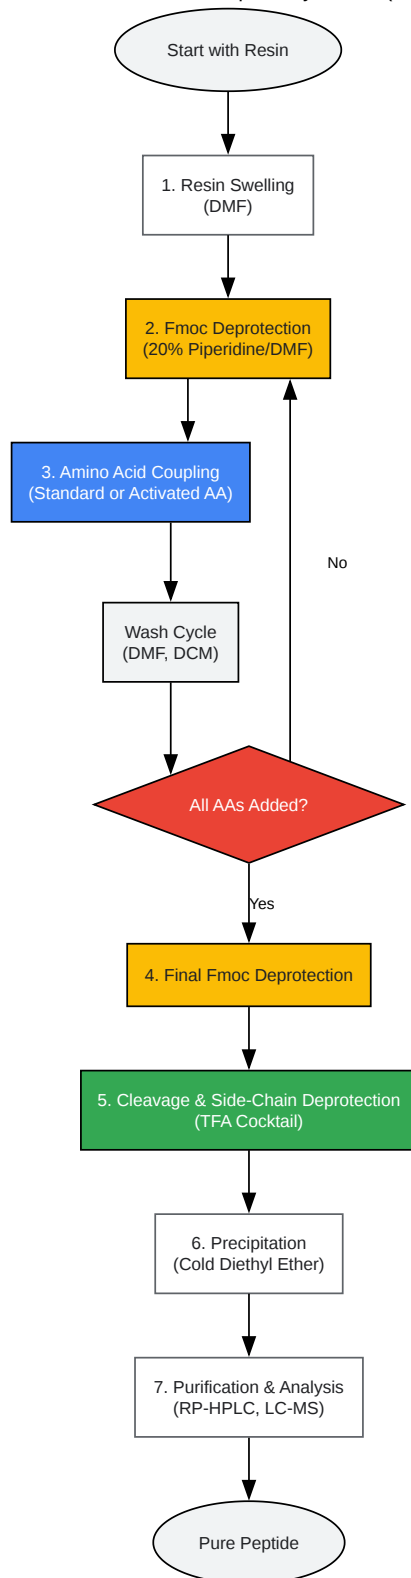 Start with Resin
1. Resin Swelling
(DMF)
2. Fmoc Deprotection
(20% Piperidine/DMF)
3. Amino Acid Coupling
(Standard or Activated AA)
No
Wash Cycle
(DMF, DCM)
All AAs Added?
Yes
4. Final Fmoc Deprotection
5. Cleavage & Side-Chain Deprotection
(TFA Cocktail)
6. Precipitation
(Cold Diethyl Ether)
7. Purification & Analysis
(RP-HPLC, LC-MS)
Pure Peptide